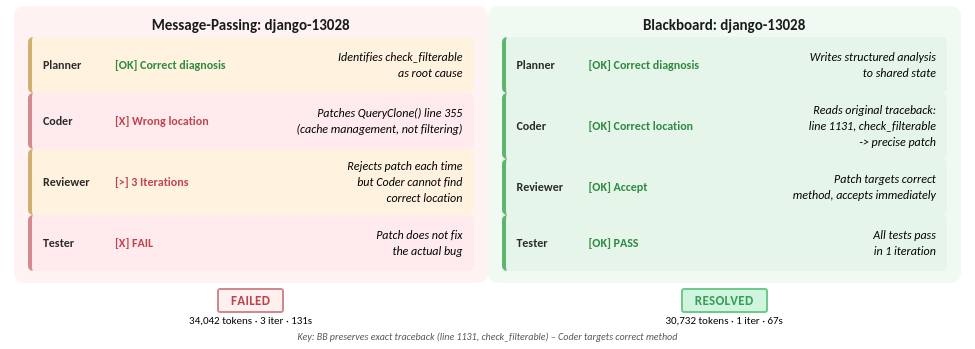 Message-Passing: django-13028
Planner
[OK] Correct diagnosis
Identifies check_filterable
as root cause
Coder
[X] Wrong location
Patches QueryClone() line 355
(cache management, not filtering)
Reviewer
[>] 3 Iterations
Rejects patch each time
but Coder cannot find
correct location
Tester
[X] FAIL
Patch does not fix
the actual bug
FAILED
34,042 tokens · 3 iter · 131s
Blackboard: django-13028
Planner
[OK] Correct diagnosis
Writes structured analysis
to shared state
Coder
[OK] Correct location
Reads original traceback:
line 1131, check_filterable
-> precise patch
Reviewer
[OK] Accept
Patch targets correct
method, accepts immediately
Tester
[OK] PASS
All tests pass
in 1 iteration
RESOLVED
30,732 tokens · 1 iter · 67s
Key: BB preserves exact traceback (line 1131, check_filterable) – Coder targets correct method